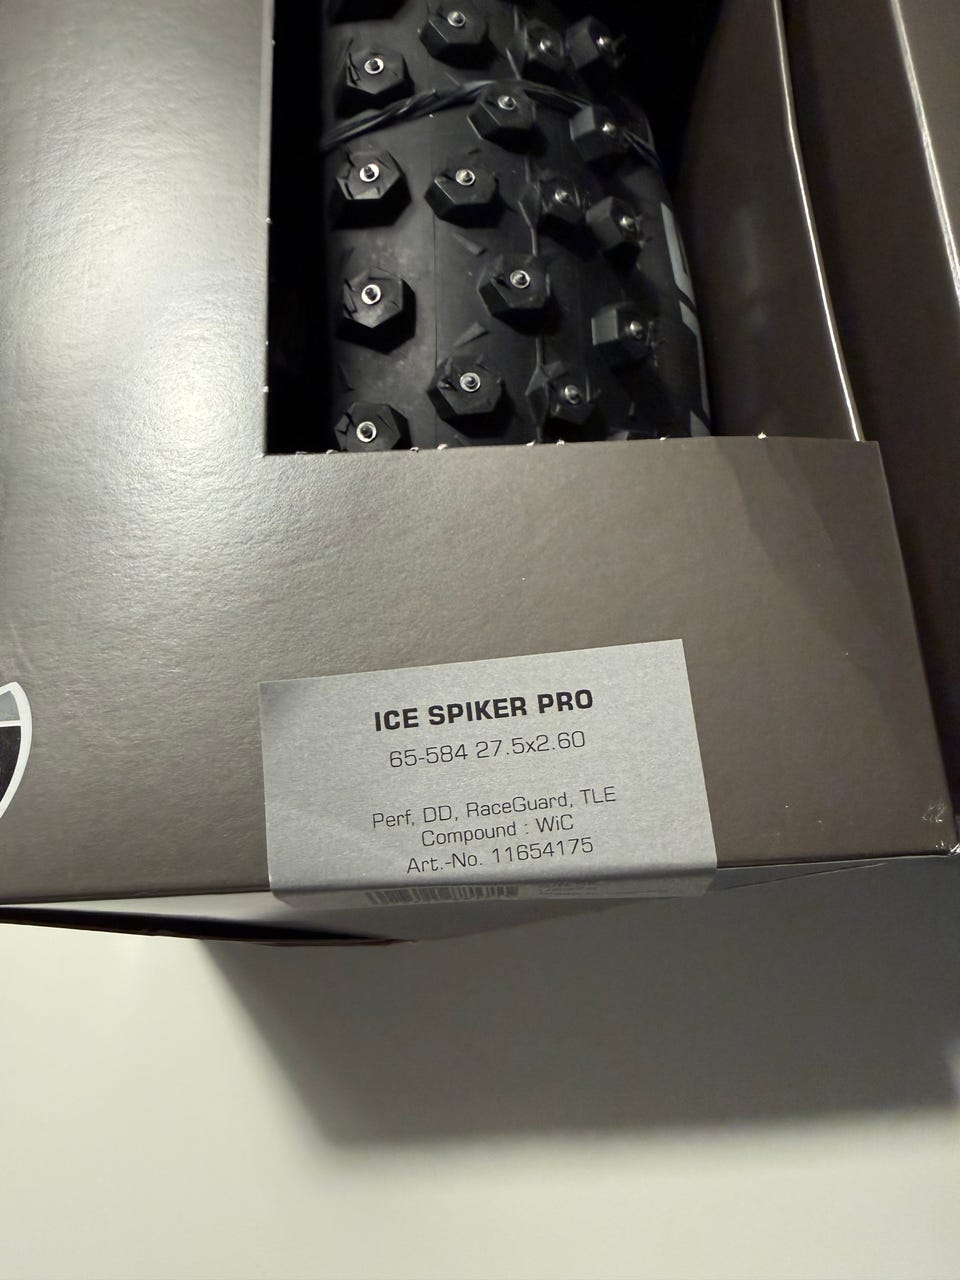 ICE SPIKER PRO
65-584 27.5x2.60
Perf, DD, RaceGuard, TLE
Compound : WiC
Art.-No. 11654175